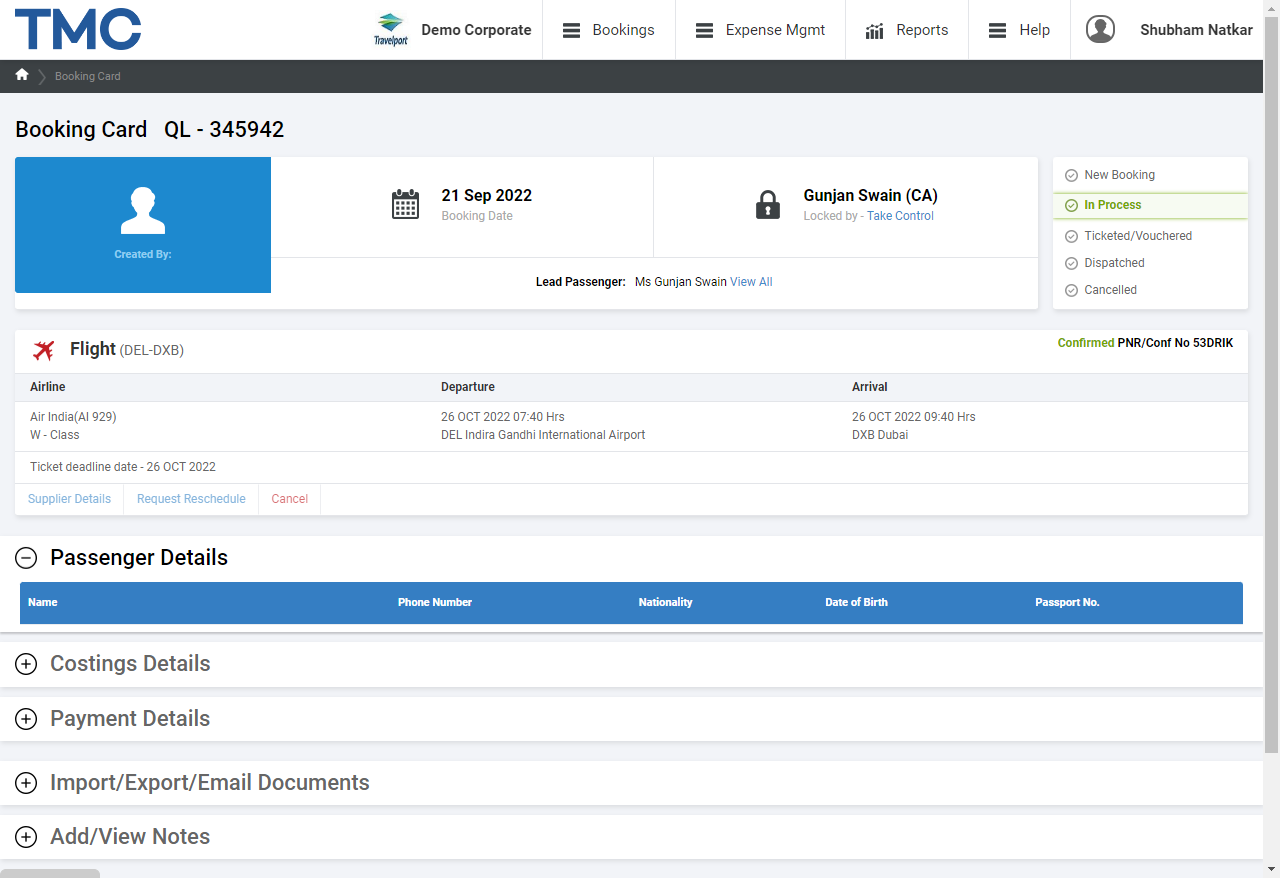 TMC
Travelport
Demo Corporate
Bookings
Expense Mgmt
Reports
Help
Shubham Natkar
Booking Card
Booking Card QL - 345942
Created By:
21 Sep 2022
Booking Date
Gunjan Swain (CA)
Locked by - Take Control
Lead Passenger: Ms Gunjan Swain View All
New Booking
In Process
Ticketed/Vouchered
Dispatched
Cancelled
Flight (DEL-DXB)
Confirmed PNR/Conf No 53DRIK
Airline Departure Arrival
Air India(AI 929) 26 OCT 2022 07:40 Hrs 26 OCT 2022 09:40 Hrs
W - Class DEL Indira Gandhi International Airport DXB Dubai
Ticket deadline date - 26 OCT 2022
Supplier Details Request Reschedule Cancel
Passenger Details
Name Phone Number Nationality Date of Birth Passport No.
Costings Details
Payment Details
Import/Export/Email Documents
Add/View Notes